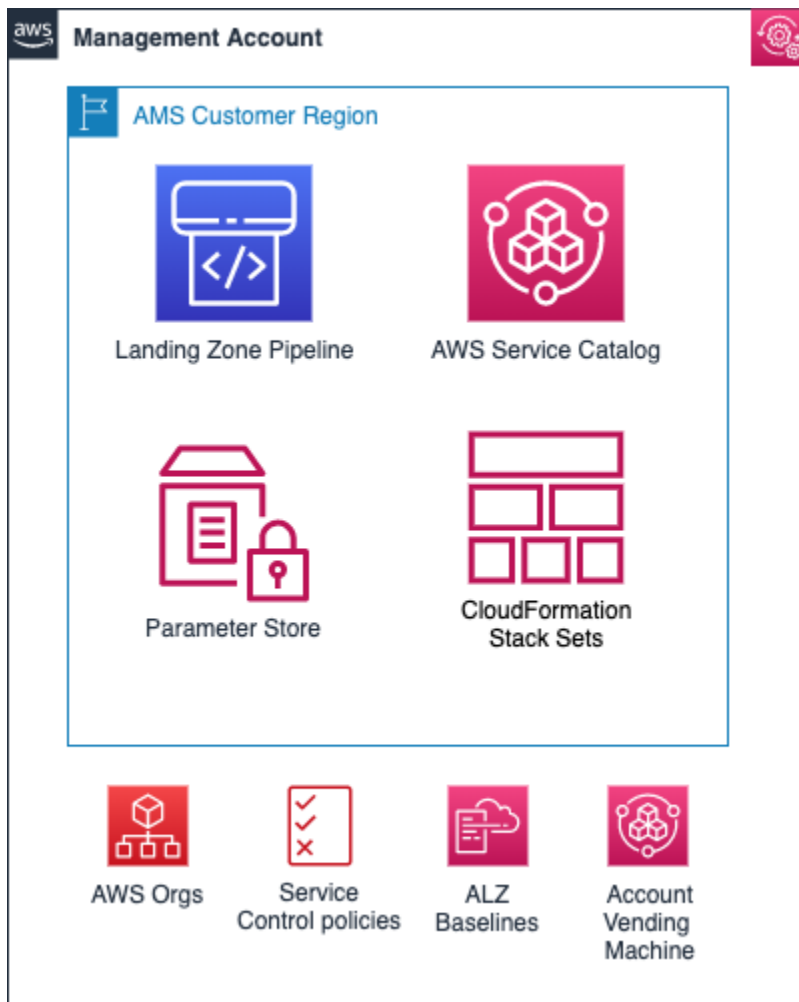 aws
Management Account
AMS Customer Region
</>
Landing Zone Pipeline
AWS Service Catalog
Parameter Store
CloudFormation
Stack Sets
AWS Orgs
Service
Control policies
ALZ
Baselines
Account
Vending
Machine